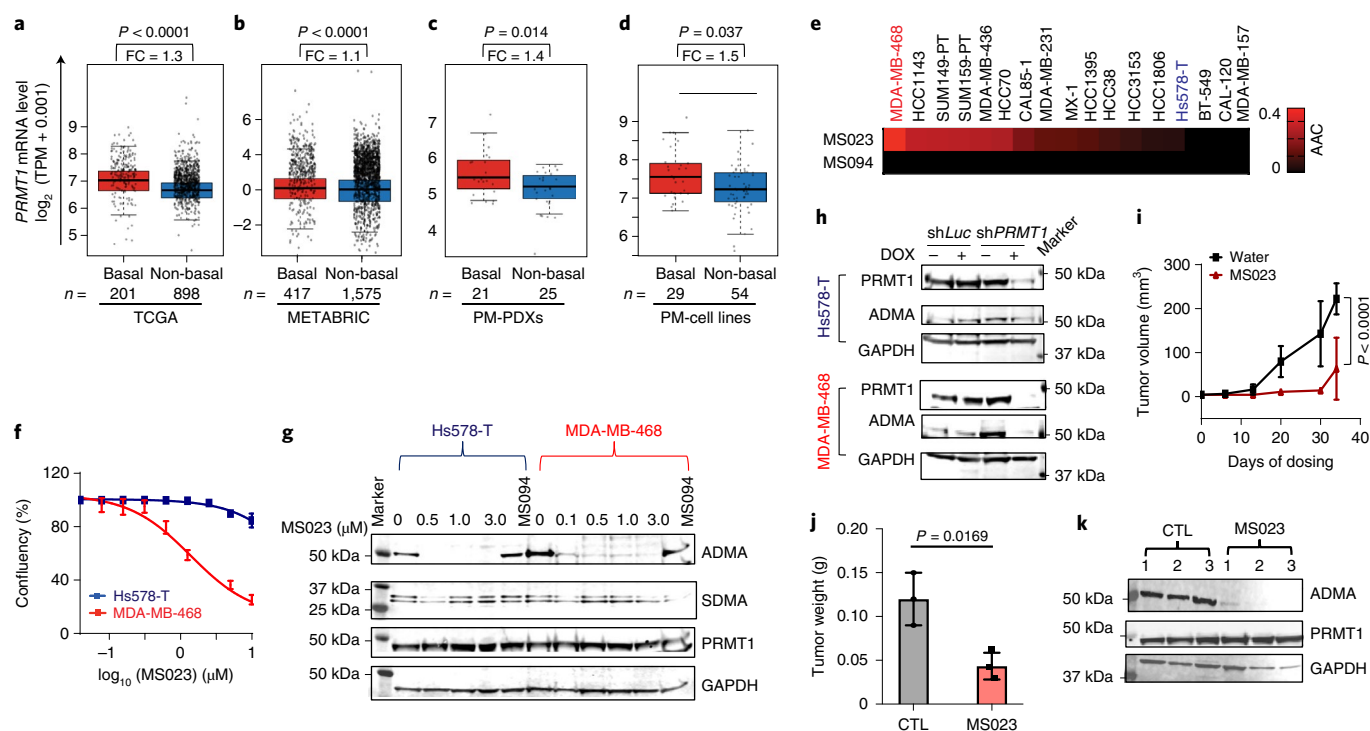 a
P < 0.0001
FC = 1.3
PRMT1 mRNA level
log2 (TPM + 0.001)
9
8
7
6
5
Basal Non-basal
n = 201 898
TCGA
b
P < 0.0001
FC = 1.1
6
4
2
0
−2
Basal Non-basal
417 1,575
METABRIC
c
P = 0.014
FC = 1.4
7
6
5
4
Basal Non-basal
n = 21 25
PM-PDXs
d
P = 0.037
FC = 1.5
9
8
7
6
Basal Non-basal
n = 29 54
PM-cell lines
e
MDA-MB-468
HCC1143
SUM149-PT
SUM159-PT
MDA-MB-436
HCC70
CAL85-1
MDA-MB-231
MX-1
HCC1395
HCC38
HCC3153
HCC1806
Hs578-T
BT-549
CAL-120
MDA-MB-157
MS023
MS094
0.4
0
AAC
f
120
80
40
0
Confluency (%)
Hs578-T
MDA-MB-468
−1 0 1
log10 (MS023) (μM)
g
Hs578-T MDA-MB-468
MS023 (μM) Marker 0 0.5 1.0 3.0 MS094 0 0.1 0.5 1.0 3.0 MS094
50 kDa ADMA
37 kDa
25 kDa
SDMA
50 kDa PRMT1
50 kDa
GAPDH
h
shLuc shPRMT1 Marker
DOX − + − +
Hs578-T
PRMT1 50 kDa
ADMA 50 kDa
GAPDH 37 kDa
MDA-MB-468
PRMT1 50 kDa
ADMA 50 kDa
GAPDH 37 kDa
i
Water
MS023
300
200
100
0
Tumor volume (mm3)
P < 0.0001
0 10 20 30 40
Days of dosing
j
P = 0.0169
0.20
0.15
0.10
0.05
0
Tumor weight (g)
CTL MS023
k
CTL MS023
1 2 3 1 2 3
50 kDa ADMA
50 kDa PRMT1
37 kDa GAPDH